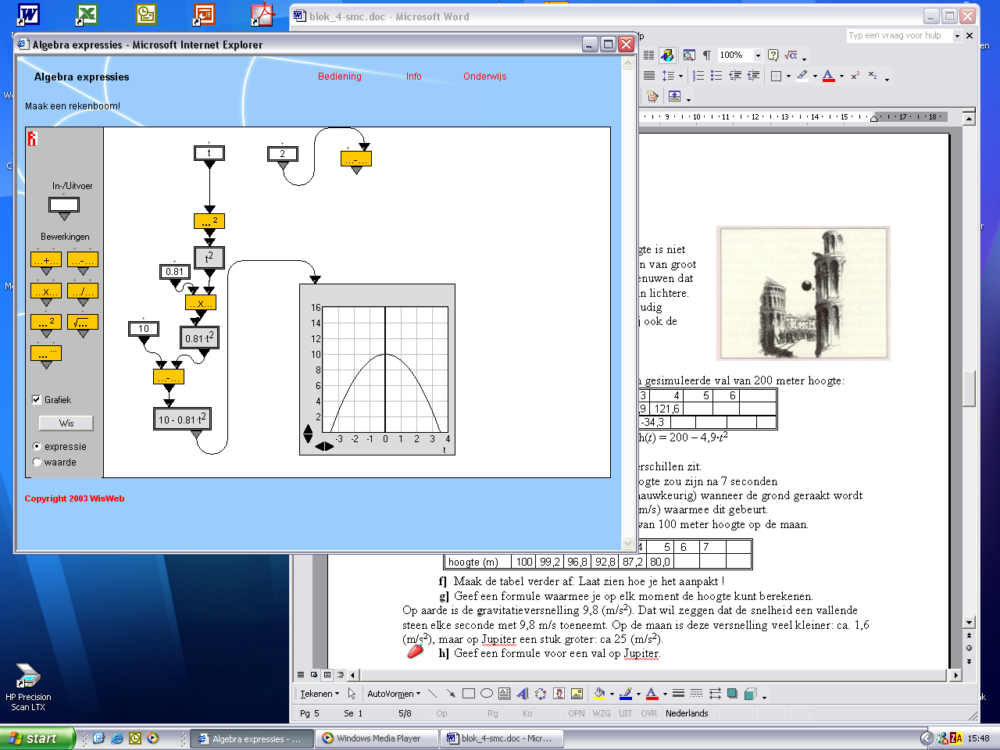 blok_4-smc.doc - Microsoft Word
Typ een vraag voor hulp
100%
9 10 11 12 13 14 15 17 18
Algebra expressies - Microsoft Internet Explorer
Algebra expressies
Bediening Info Onderwijs
Maak een rekenboom!
In-/Uitvoer
Bewerkingen
...+... ...-...
...x... .../...
...² √...
...
Grafiek
Wis
expressie
waarde
t
2
...-...
...²
t²
0.81
...x...
10
0.81·t²
...-...
10 - 0.81·t²
16
14
12
10
8
6
4
2
-3 -2 -1 0 1 2 3 4
t
Copyright 2003 WisWeb
gte is niet
n van groot
enuwen dat
n lichtere.
udig
j ook de
n gesimuleerde val van 200 meter hoogte:
3 4 5 6
,9 121,6
-34,3
h(t) = 200 – 4,9·t²
erschillen zit.
ogte zou zijn na 7 seconden
nauwkeurig) wanneer de grond geraakt wordt
m/s) waarmee dit gebeurt.
van 100 meter hoogte op de maan.
4 5 6 7
hoogte (m) 100 99,2 96,8 92,8 87,2 80,0
f] Maak de tabel verder af. Laat zien hoe je het aanpakt !
g] Geef een formule waarmee je op elk moment de hoogte kunt berekenen.
Op aarde is de gravitatieversnelling 9,8 (m/s²). Dat wil zeggen dat de snelheid een vallende
steen elke seconde met 9,8 m/s toeneemt. Op de maan is deze versnelling veel kleiner: ca. 1,6
(m/s²), maar op Jupiter een stuk groter: ca 25 (m/s²).
h] Geef een formule voor een val op Jupiter.
Tekenen AutoVormen
Pg 5 Se 1 5/8 Op Rg Ko OPN WZG UIT OVR Nederlands
HP Precision
Scan LTX
start
Algebra expressies - ...
Windows Media Player
blok_4-smc.doc - Micr...
15:48